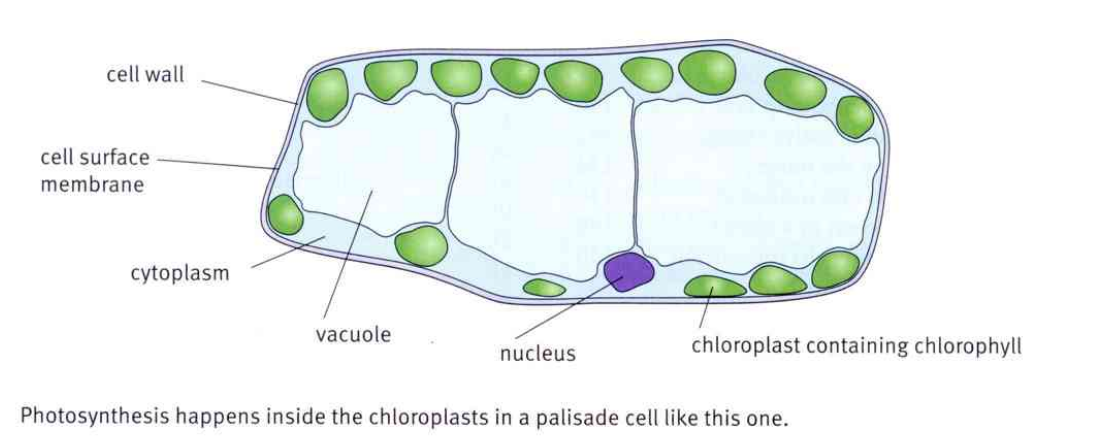 cell wall
cell surface
membrane
cytoplasm
vacuole
nucleus
chloroplast containing chlorophyll
Photosynthesis happens inside the chloroplasts in a palisade cell like this one.